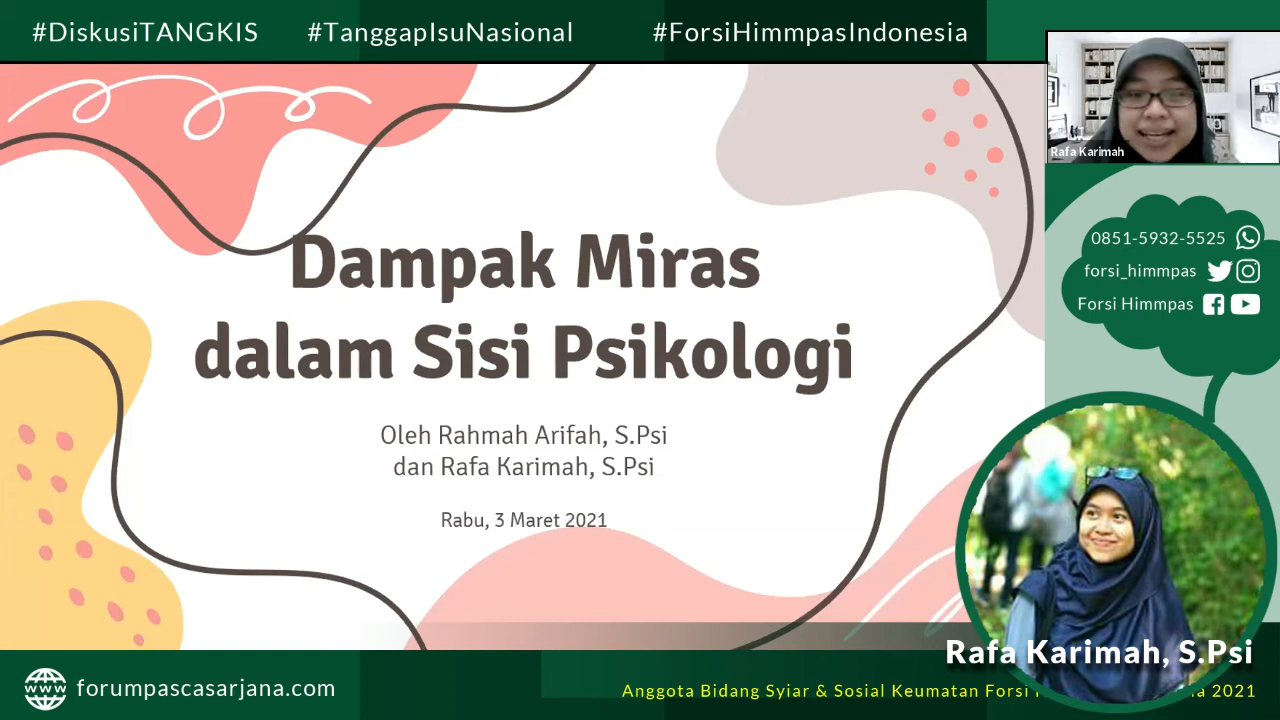 #DiskusiTANGKIS #TanggapIsuNasional #ForsiHimmpasIndonesia
Rafa Karimah
0851-5932-5525
forsi_himmpas
Forsi Himmpas
Dampak Miras
dalam Sisi Psikologi
Oleh Rahmah Arifah, S.Psi
dan Rafa Karimah, S.Psi
Rabu, 3 Maret 2021
Rafa Karimah, S.Psi
www forumpascasarjana.com
Anggota Bidang Syiar & Sosial Keumatan Forsi 2021